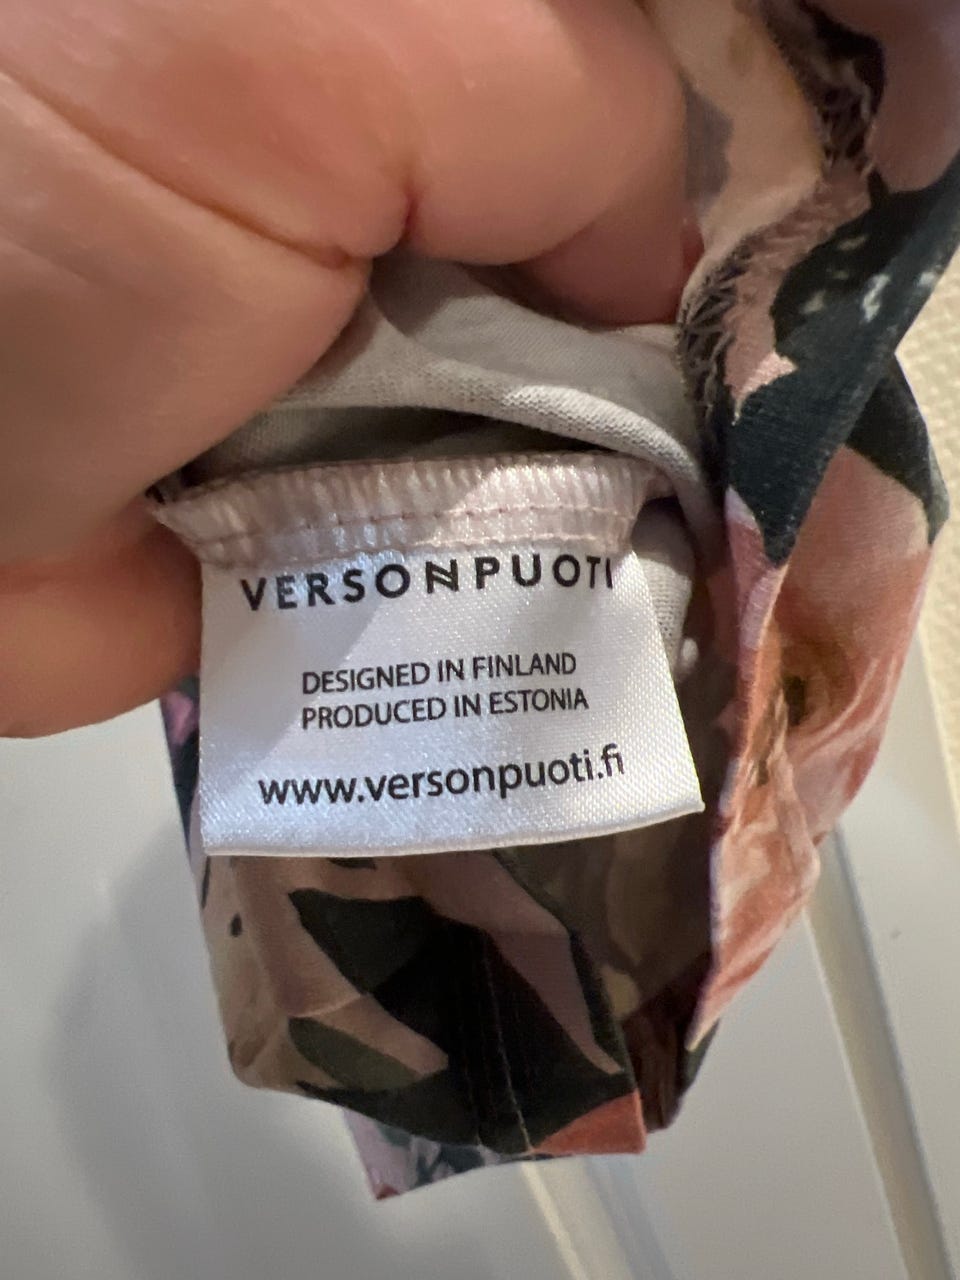 VERSONPUOTI
DESIGNED IN FINLAND
PRODUCED IN ESTONIA
www.versonpuoti.fi